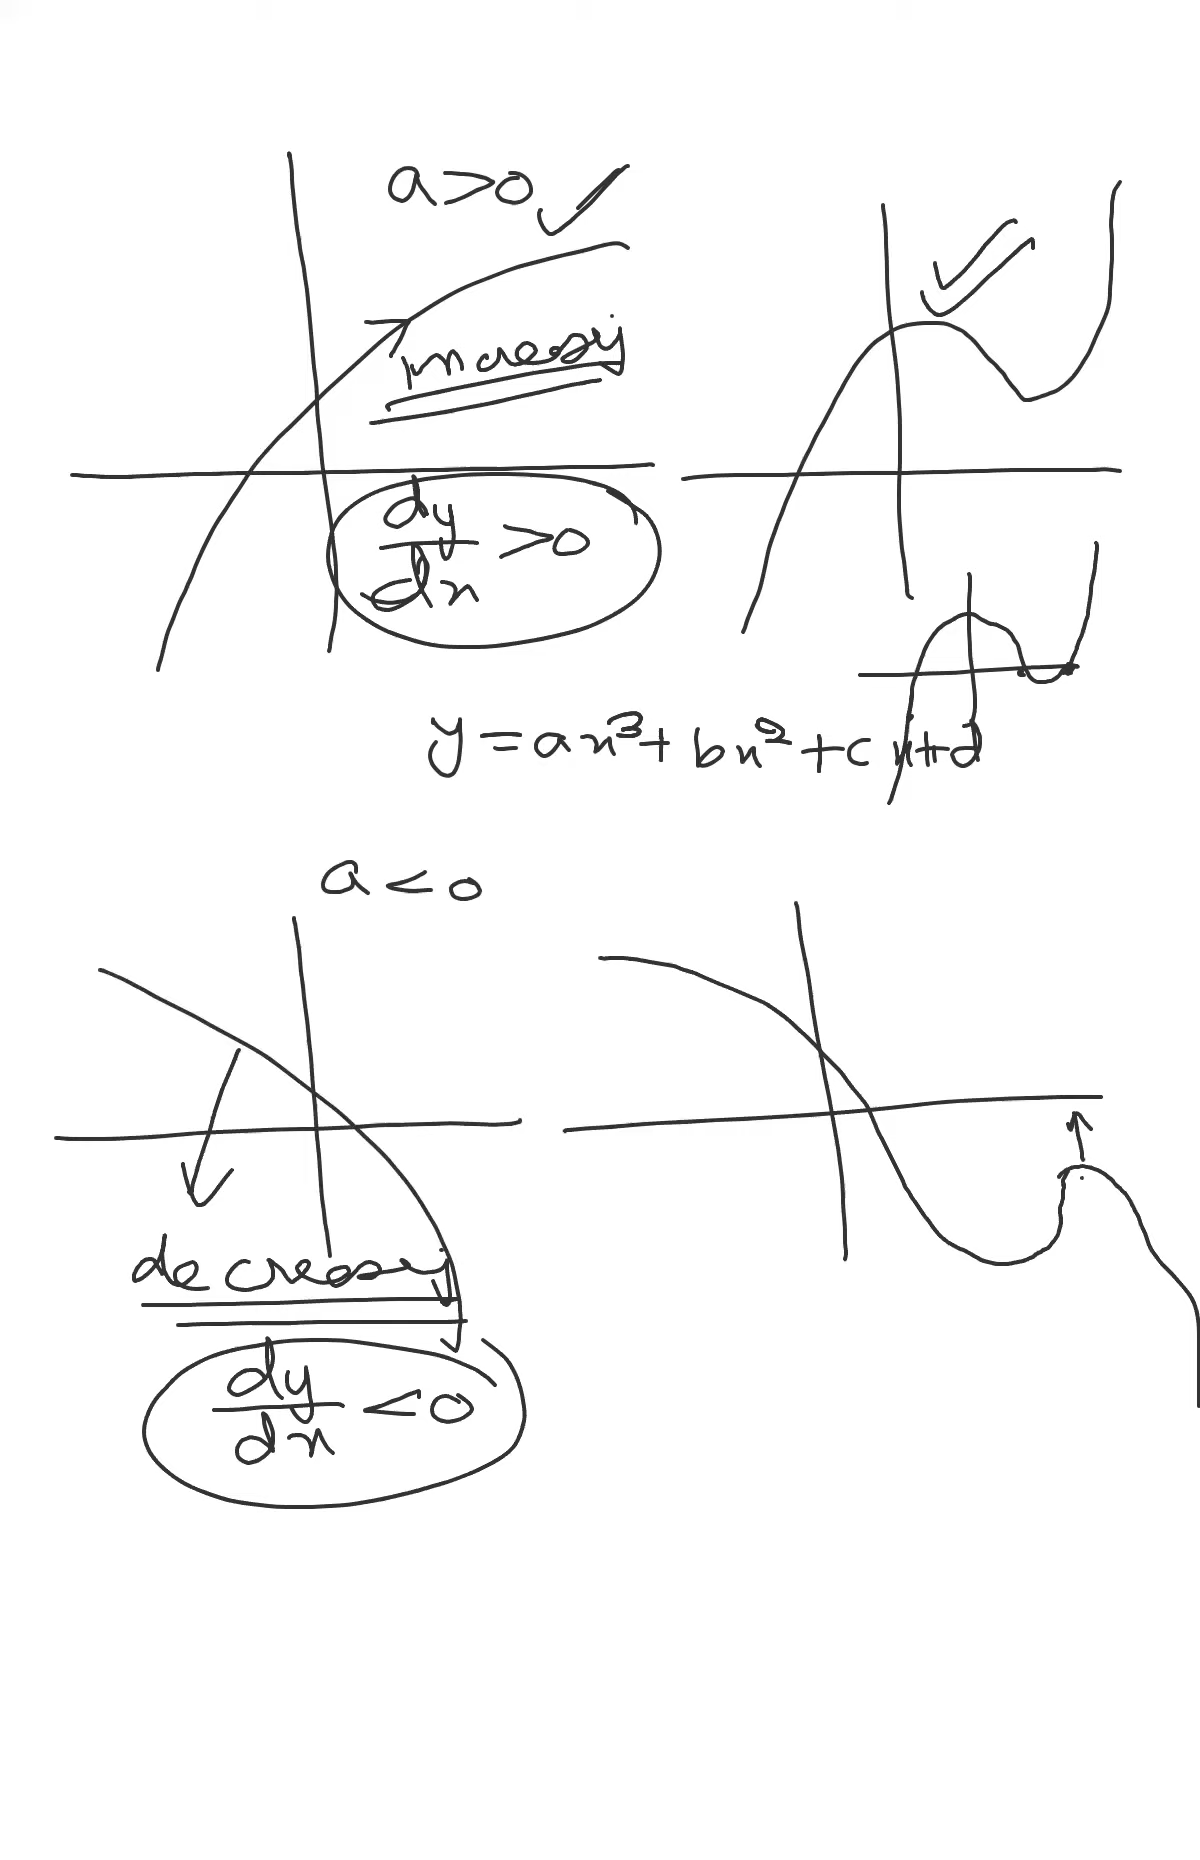 a>0
increasing
dy/dx >0
y = ax³+ bx² +cx+d
a<0
decreasing
dy/dx <0